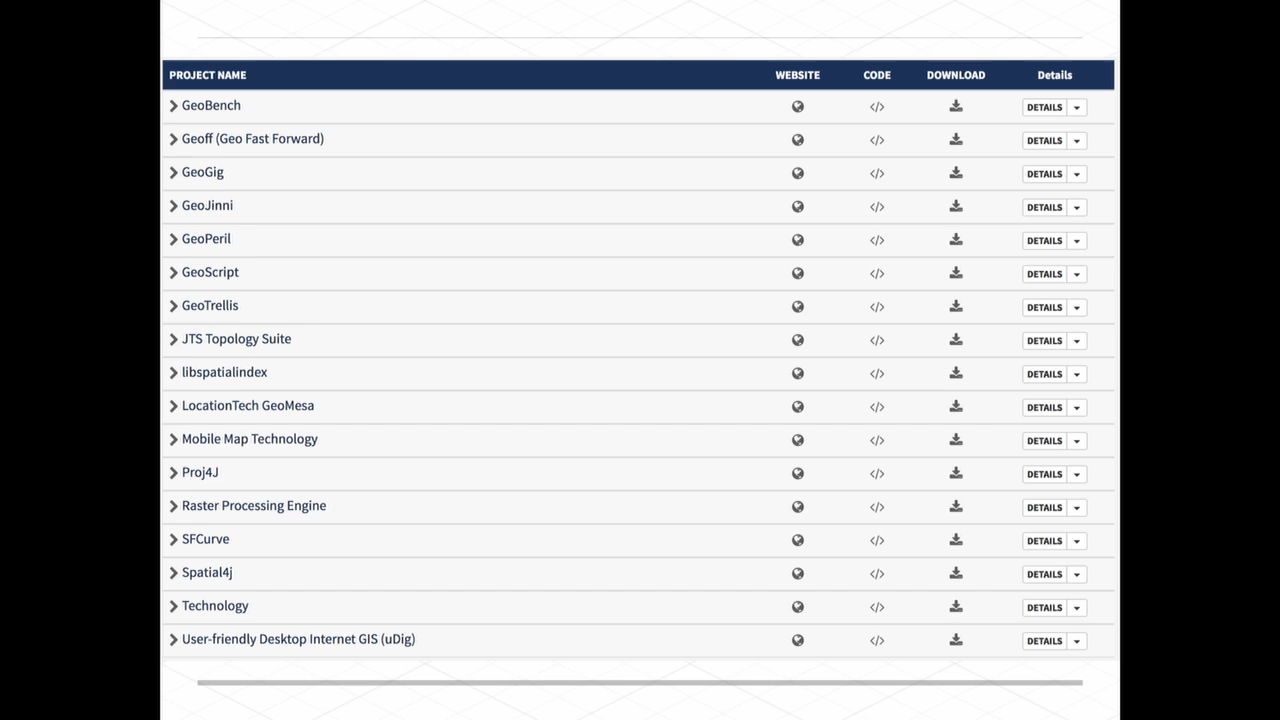 PROJECT NAME WEBSITE CODE DOWNLOAD Details
GeoBench DETAILS
Geoff (Geo Fast Forward) DETAILS
GeoGig DETAILS
GeoJinni DETAILS
GeoPeril DETAILS
GeoScript DETAILS
GeoTrellis DETAILS
JTS Topology Suite DETAILS
libspatialindex DETAILS
LocationTech GeoMesa DETAILS
Mobile Map Technology DETAILS
Proj4J DETAILS
Raster Processing Engine DETAILS
SFCurve DETAILS
Spatial4j DETAILS
Technology DETAILS
User-friendly Desktop Internet GIS (uDig) DETAILS